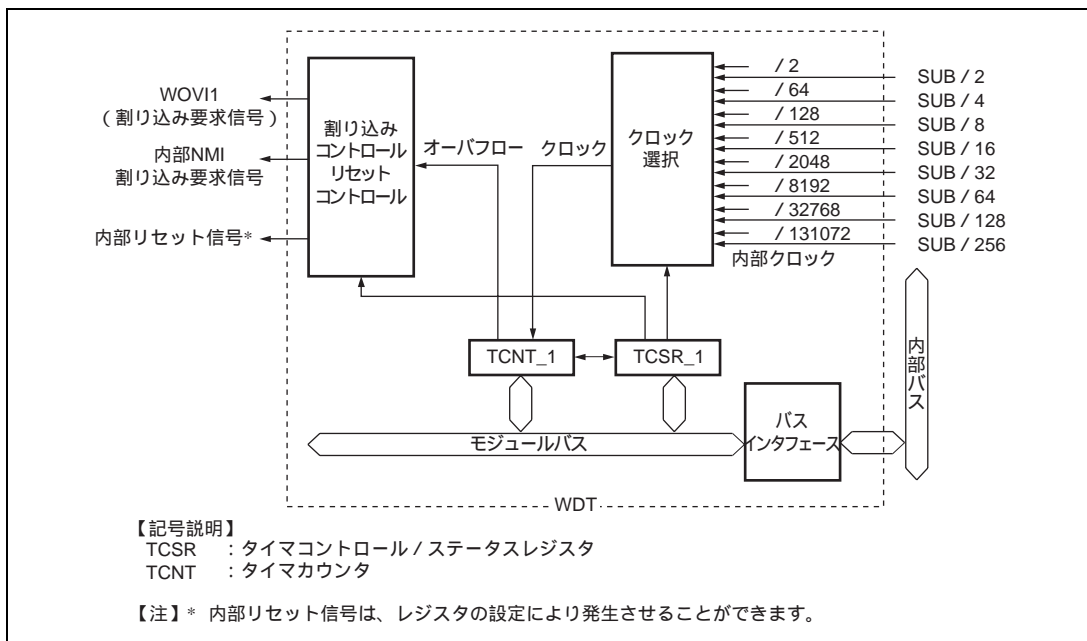 WOVI1
(割り込み要求信号)
内部NMI
割り込み要求信号
内部リセット信号*
割り込み
コントロール
リセット
コントロール
オーバフロー
クロック
クロック
選択
/ 2
/ 64
/ 128
/ 512
/ 2048
/ 8192
/ 32768
/ 131072
内部クロック
SUB / 2
SUB / 4
SUB / 8
SUB / 16
SUB / 32
SUB / 64
SUB / 128
SUB / 256
TCNT_1
TCSR_1
モジュールバス
バス
インタフェース
内部バス
WDT
【記号説明】
TCSR :タイマコントロール / ステータスレジスタ
TCNT :タイマカウンタ
【注】* 内部リセット信号は、レジスタの設定により発生させることができます。